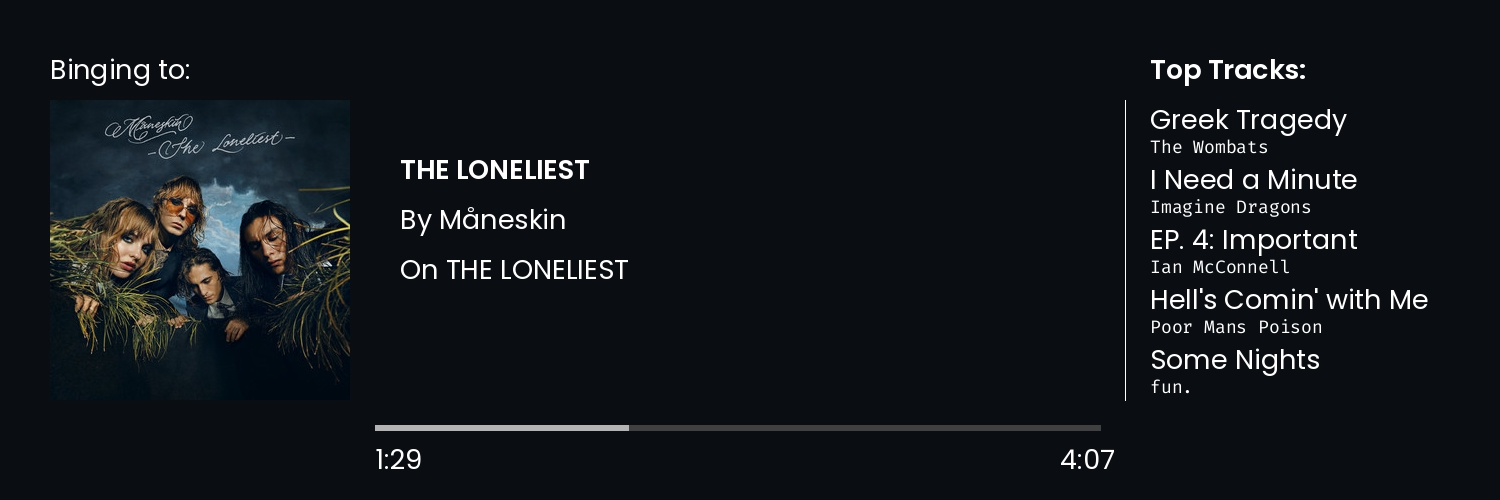 Binging to:
Måneskin
-The Loneliest-
THE LONELIEST
By Måneskin
On THE LONELIEST
1:29
4:07
Top Tracks:
Greek Tragedy
The Wombats
I Need a Minute
Imagine Dragons
EP. 4: Important
Ian McConnell
Hell's Comin' with Me
Poor Mans Poison
Some Nights
fun.